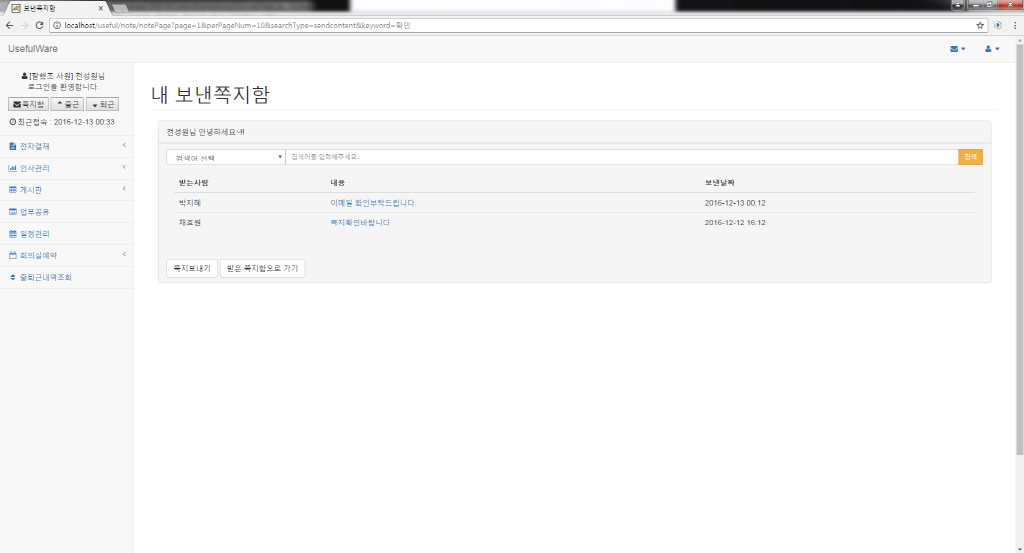 보낸쪽지함
localhost/useful/note/notePage?page=1&perPageNum=10&searchType=sendcontent&keyword=확인
UsefulWare
[잘했조 사원] 전성원님
로그인을 환영합니다.
쪽지함 출근 퇴근
최근접속 : 2016-12-13 00:33
전자결재
인사관리
게시판
업무공유
일정관리
회의실예약
출퇴근내역조회
내 보낸쪽지함
전성원님 안녕하세요~!!
검색어 선택 검색어를 입력해주세요. 검색
받는사람 내용 보낸날짜
박지혜 이메일 확인부탁드립니다. 2016-12-13 00:12
채효원 쪽지확인바랍니다 2016-12-12 16:12
쪽지보내기 받은 쪽지함으로 가기